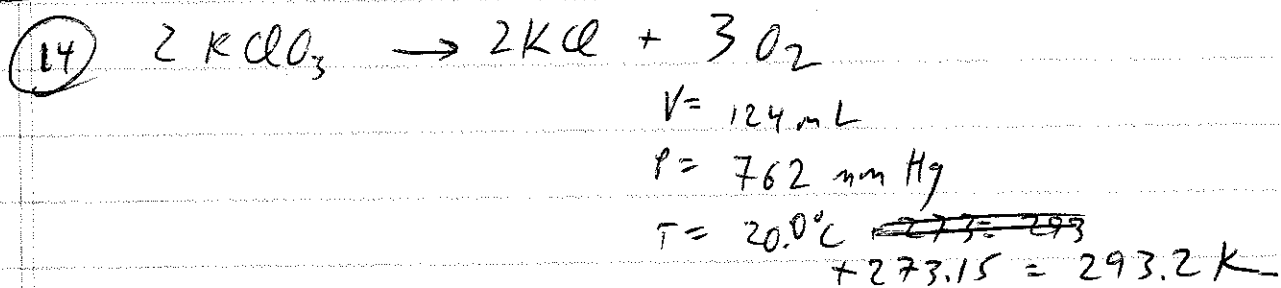 14 2 KClO3 → 2KCl + 3 O2
V = 124 mL
P = 762 mm Hg
T = 20.0°C +273 = 293
+273.15 = 293.2 K